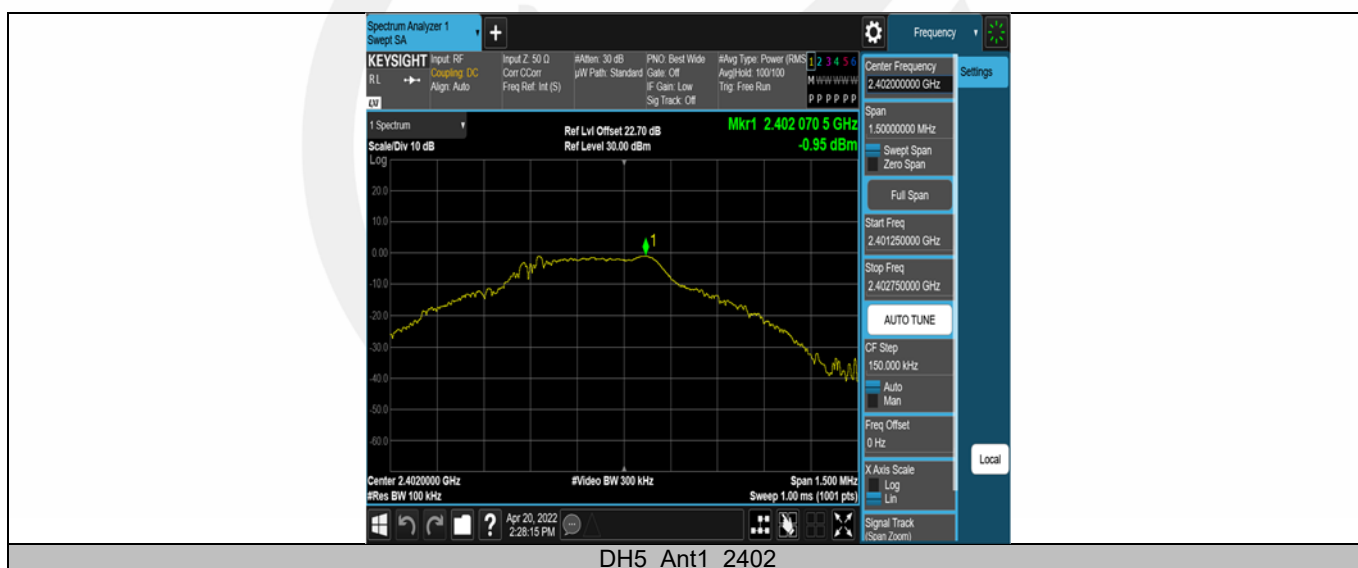 Spectrum Analyzer 1
Swept SA
Frequency
KEYSIGHT
RL
LXI
Input: RF
Coupling: DC
Align: Auto
Input Z: 50 Ω
Corr CCorr
Freq Ref: Int (S)
#Atten: 30 dB
µW Path: Standard
PNO: Best Wide
Gate: Off
IF Gain: Low
Sig Track: Off
#Avg Type: Power (RMS
Avg|Hold: 100/100
Trig: Free Run
1 2 3 4 5 6
M W W W W W
P P P P P P
1 Spectrum
Scale/Div 10 dB
Log
Ref Lvl Offset 22.70 dB
Ref Level 30.00 dBm
Mkr1 2.402 070 5 GHz
-0.95 dBm
20.0
10.0
0.00
-10.0
-20.0
-30.0
-40.0
-50.0
-60.0
1
Center 2.4020000 GHz
#Res BW 100 kHz
#Video BW 300 kHz
Span 1.500 MHz
Sweep 1.00 ms (1001 pts)
Apr 20, 2022
2:28:15 PM
Center Frequency
2.402000000 GHz
Settings
Span
1.50000000 MHz
Swept Span
Zero Span
Full Span
Start Freq
2.401250000 GHz
Stop Freq
2.402750000 GHz
AUTO TUNE
CF Step
150.000 kHz
Auto
Man
Freq Offset
0 Hz
Local
X Axis Scale
Log
Lin
Signal Track
(Span Zoom)
DH5_Ant1_2402